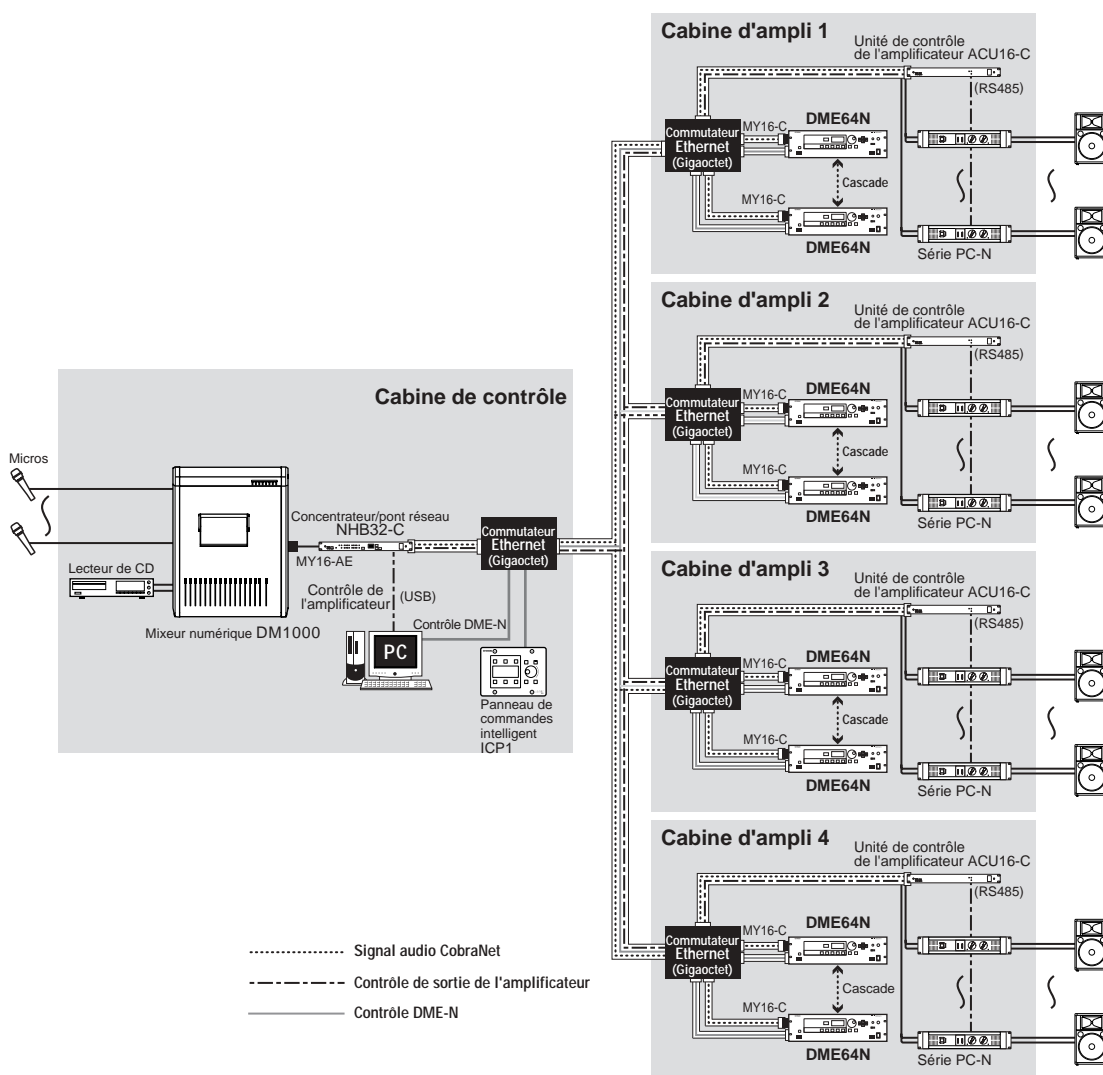 Cabine d'ampli 1
Unité de contrôle
de l'amplificateur ACU16-C
(RS485)
Commutateur
Ethernet
(Gigaoctet)
MY16-C
DME64N
Cascade
MY16-C
DME64N
Série PC-N
Cabine d'ampli 2
Unité de contrôle
de l'amplificateur ACU16-C
(RS485)
Commutateur
Ethernet
(Gigaoctet)
MY16-C
DME64N
Cascade
MY16-C
DME64N
Série PC-N
Cabine de contrôle
Micros
Lecteur de CD
Mixeur numérique DM1000
MY16-AE
Concentrateur/pont réseau
NHB32-C
Contrôle de
l'amplificateur
(USB)
PC
Contrôle DME-N
Commutateur
Ethernet
(Gigaoctet)
Panneau de
commandes
intelligent
ICP1
Cabine d'ampli 3
Unité de contrôle
de l'amplificateur ACU16-C
(RS485)
Commutateur
Ethernet
(Gigaoctet)
MY16-C
DME64N
Cascade
MY16-C
DME64N
Série PC-N
Cabine d'ampli 4
Unité de contrôle
de l'amplificateur ACU16-C
(RS485)
Commutateur
Ethernet
(Gigaoctet)
MY16-C
DME64N
Cascade
MY16-C
DME64N
Série PC-N
Signal audio CobraNet
Contrôle de sortie de l'amplificateur
Contrôle DME-N